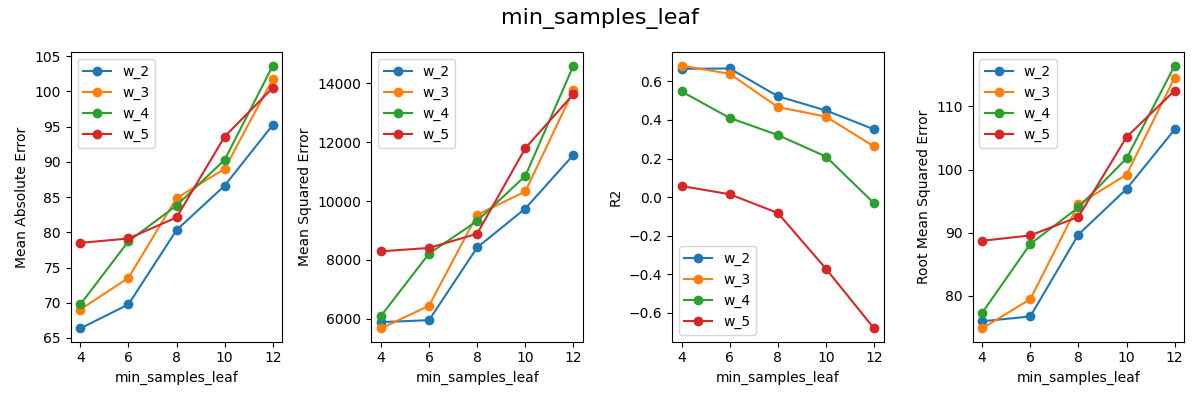 min_samples_leaf
Mean Absolute Error
105
100
95
90
85
80
75
70
65
4 6 8 10 12
min_samples_leaf
w_2
w_3
w_4
w_5
Mean Squared Error
14000
12000
10000
8000
6000
4 6 8 10 12
min_samples_leaf
w_2
w_3
w_4
w_5
R2
0.6
0.4
0.2
0.0
−0.2
−0.4
−0.6
4 6 8 10 12
min_samples_leaf
w_2
w_3
w_4
w_5
Root Mean Squared Error
110
100
90
80
4 6 8 10 12
min_samples_leaf
w_2
w_3
w_4
w_5